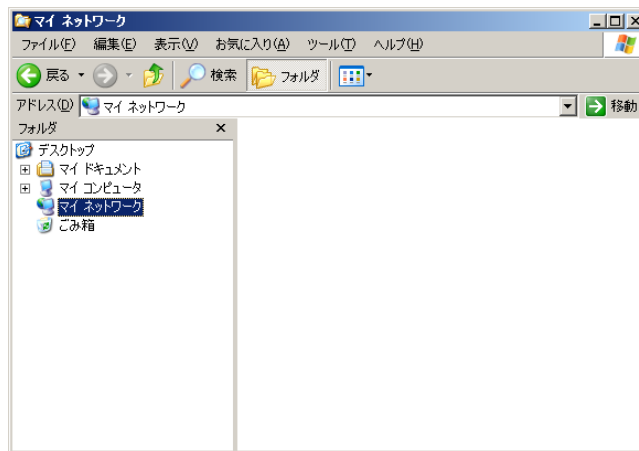 マイ ネットワーク
ファイル(F) 編集(E) 表示(V) お気に入り(A) ツール(T) ヘルプ(H)
戻る 検索 フォルダ
アドレス(D) マイ ネットワーク 移動
フォルダ
デスクトップ
マイ ドキュメント
マイ コンピュータ
マイ ネットワーク
ごみ箱